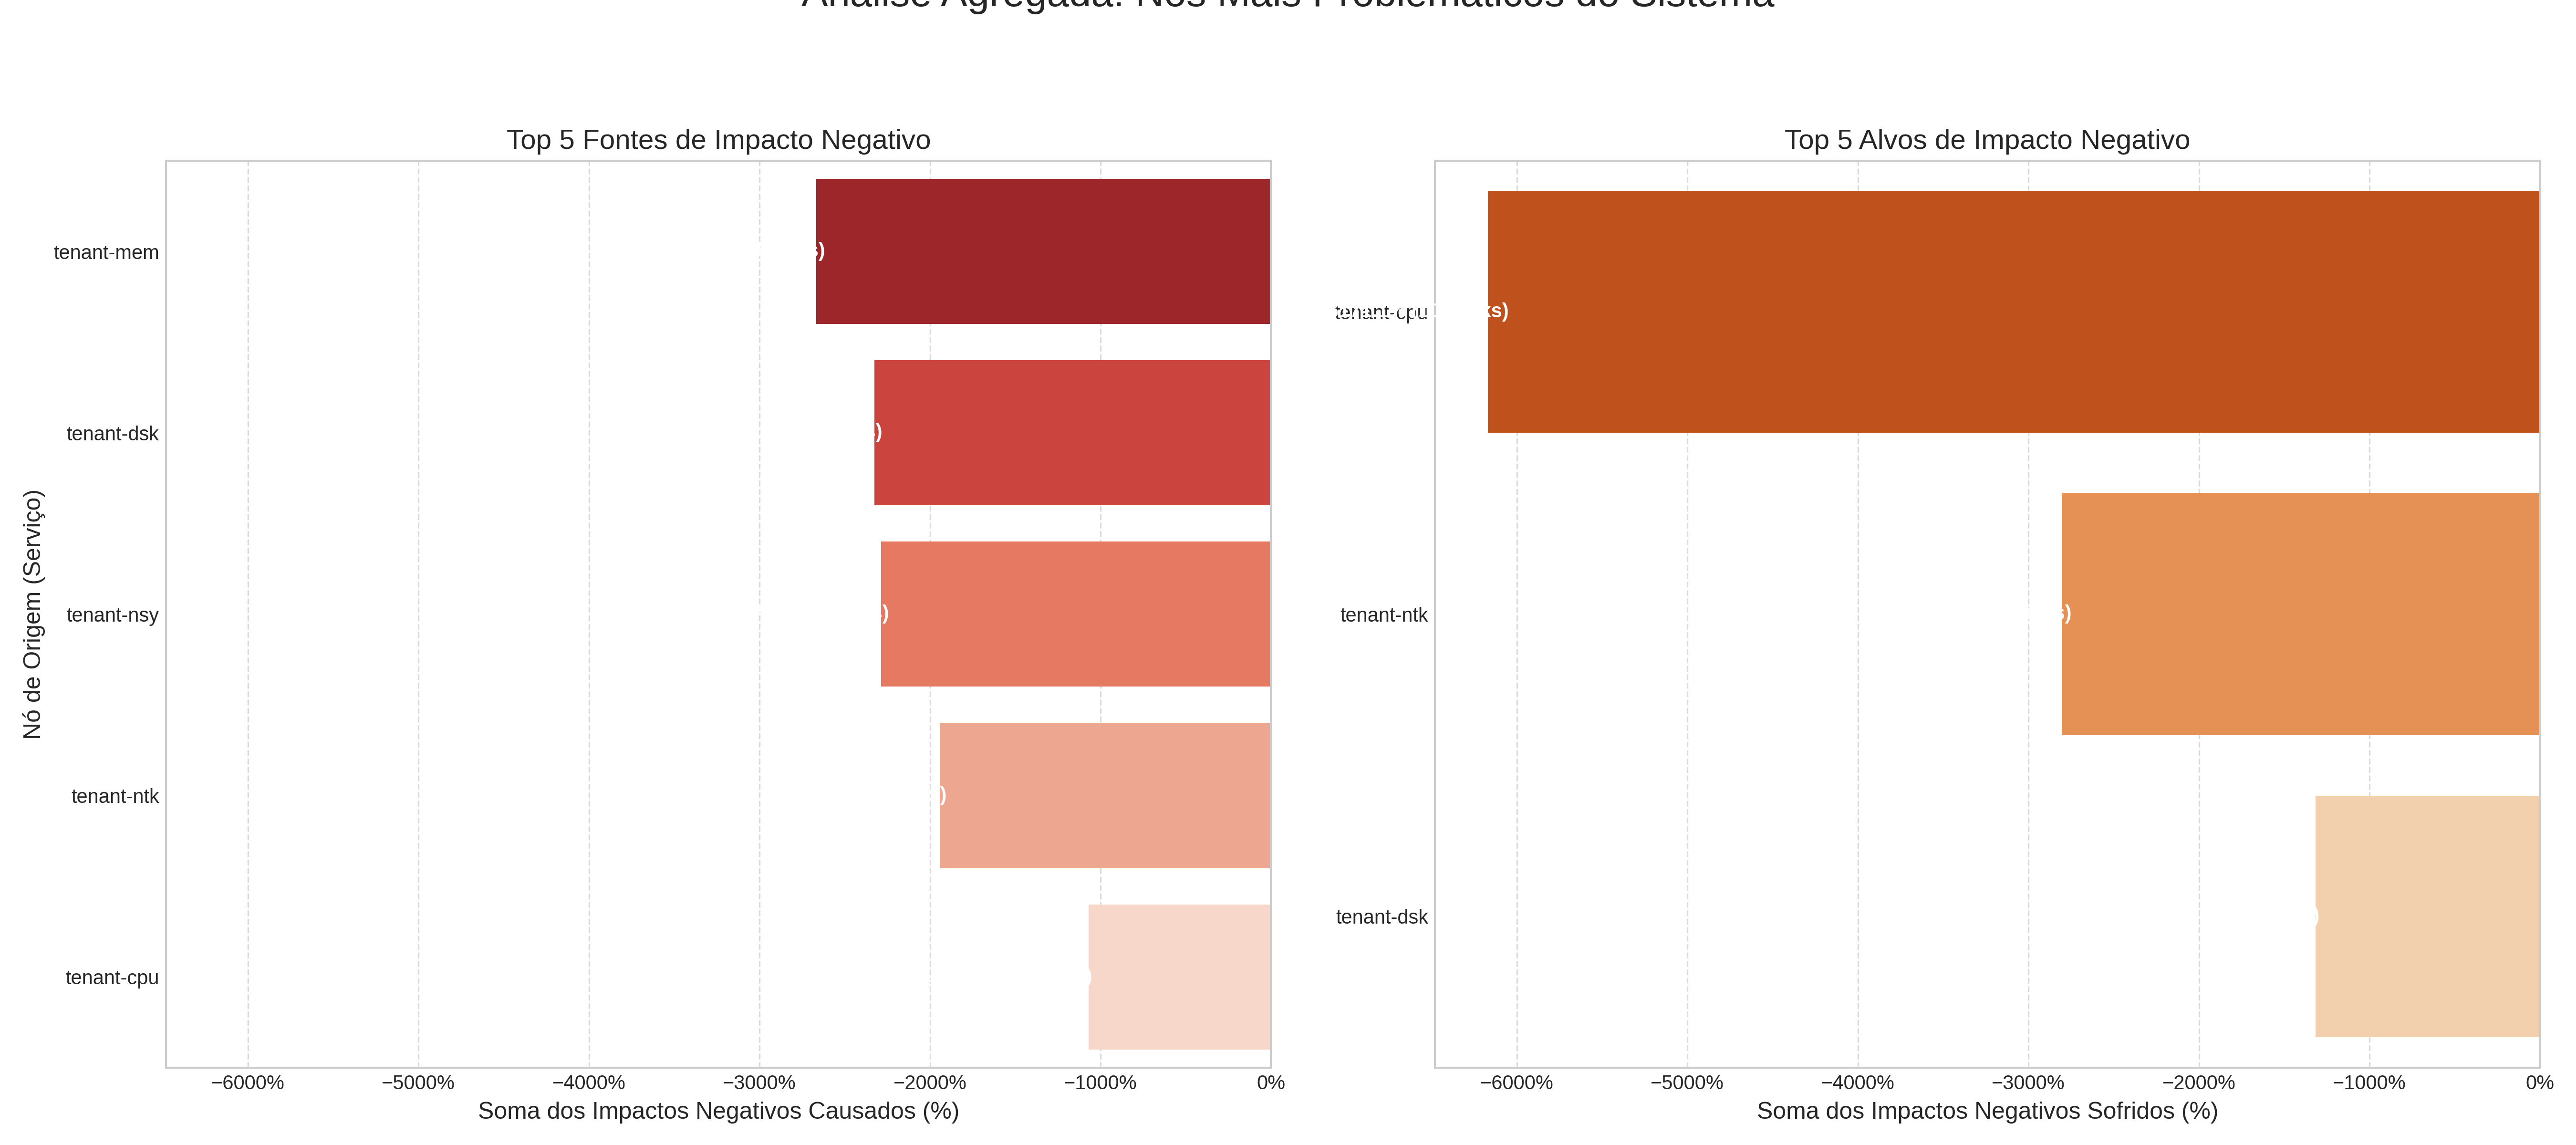 Análise Agregada: Nós Mais Problemáticos do Sistema
Top 5 Fontes de Impacto Negativo
Nó de Origem (Serviço)
tenant-mem
s)
tenant-dsk
)
tenant-nsy
)
tenant-ntk
)
tenant-cpu
)
−6000% −5000% −4000% −3000% −2000% −1000% 0%
Soma dos Impactos Negativos Causados (%)
Top 5 Alvos de Impacto Negativo
tenant-cpu
ks)
tenant-ntk
s)
tenant-dsk
)
−6000% −5000% −4000% −3000% −2000% −1000% 0%
Soma dos Impactos Negativos Sofridos (%)